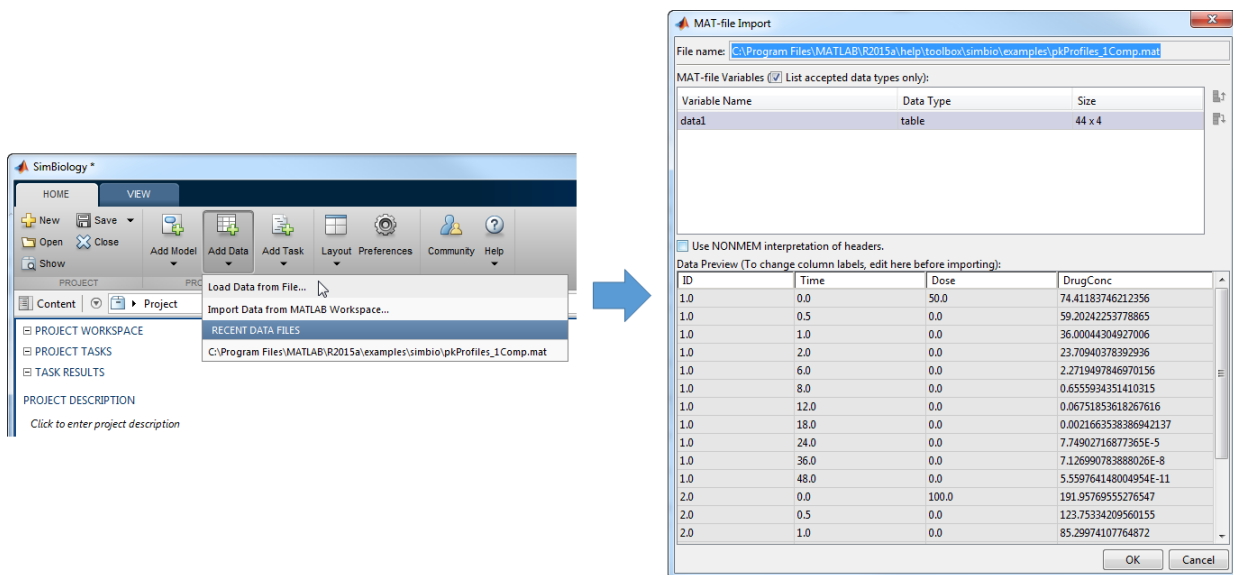 SimBiology *
HOME VIEW
New Save
Open Close
Show
Add Model Add Data Add Task Layout Preferences Community Help
PROJECT PRO
Load Data from File...
Import Data from MATLAB Workspace...
RECENT DATA FILES
C:\Program Files\MATLAB\R2015a\examples\simbio\pkProfiles_1Comp.mat
Content Project
PROJECT WORKSPACE
PROJECT TASKS
TASK RESULTS
PROJECT DESCRIPTION
Click to enter project description
MAT-file Import
File name: C:\Program Files\MATLAB\R2015a\help\toolbox\simbio\examples\pkProfiles_1Comp.mat
MAT-file Variables ( List accepted data types only):
Variable Name Data Type Size
data1 table 44 x 4
Use NONMEM interpretation of headers.
Data Preview (To change column labels, edit here before importing):
ID Time Dose DrugConc
1.0 0.0 50.0 74.41183746212356
1.0 0.5 0.0 59.20242253778865
1.0 1.0 0.0 36.00044304927006
1.0 2.0 0.0 23.70940378392936
1.0 6.0 0.0 2.2719497846970156
1.0 8.0 0.0 0.6555934351410315
1.0 12.0 0.0 0.06751853618267616
1.0 18.0 0.0 0.0021663538386942137
1.0 24.0 0.0 7.74902716877365E-5
1.0 36.0 0.0 7.126990783888026E-8
1.0 48.0 0.0 5.559764148004954E-11
2.0 0.0 100.0 191.95769555276547
2.0 0.5 0.0 123.75334209560155
2.0 1.0 0.0 85.29974107764872
OK Cancel